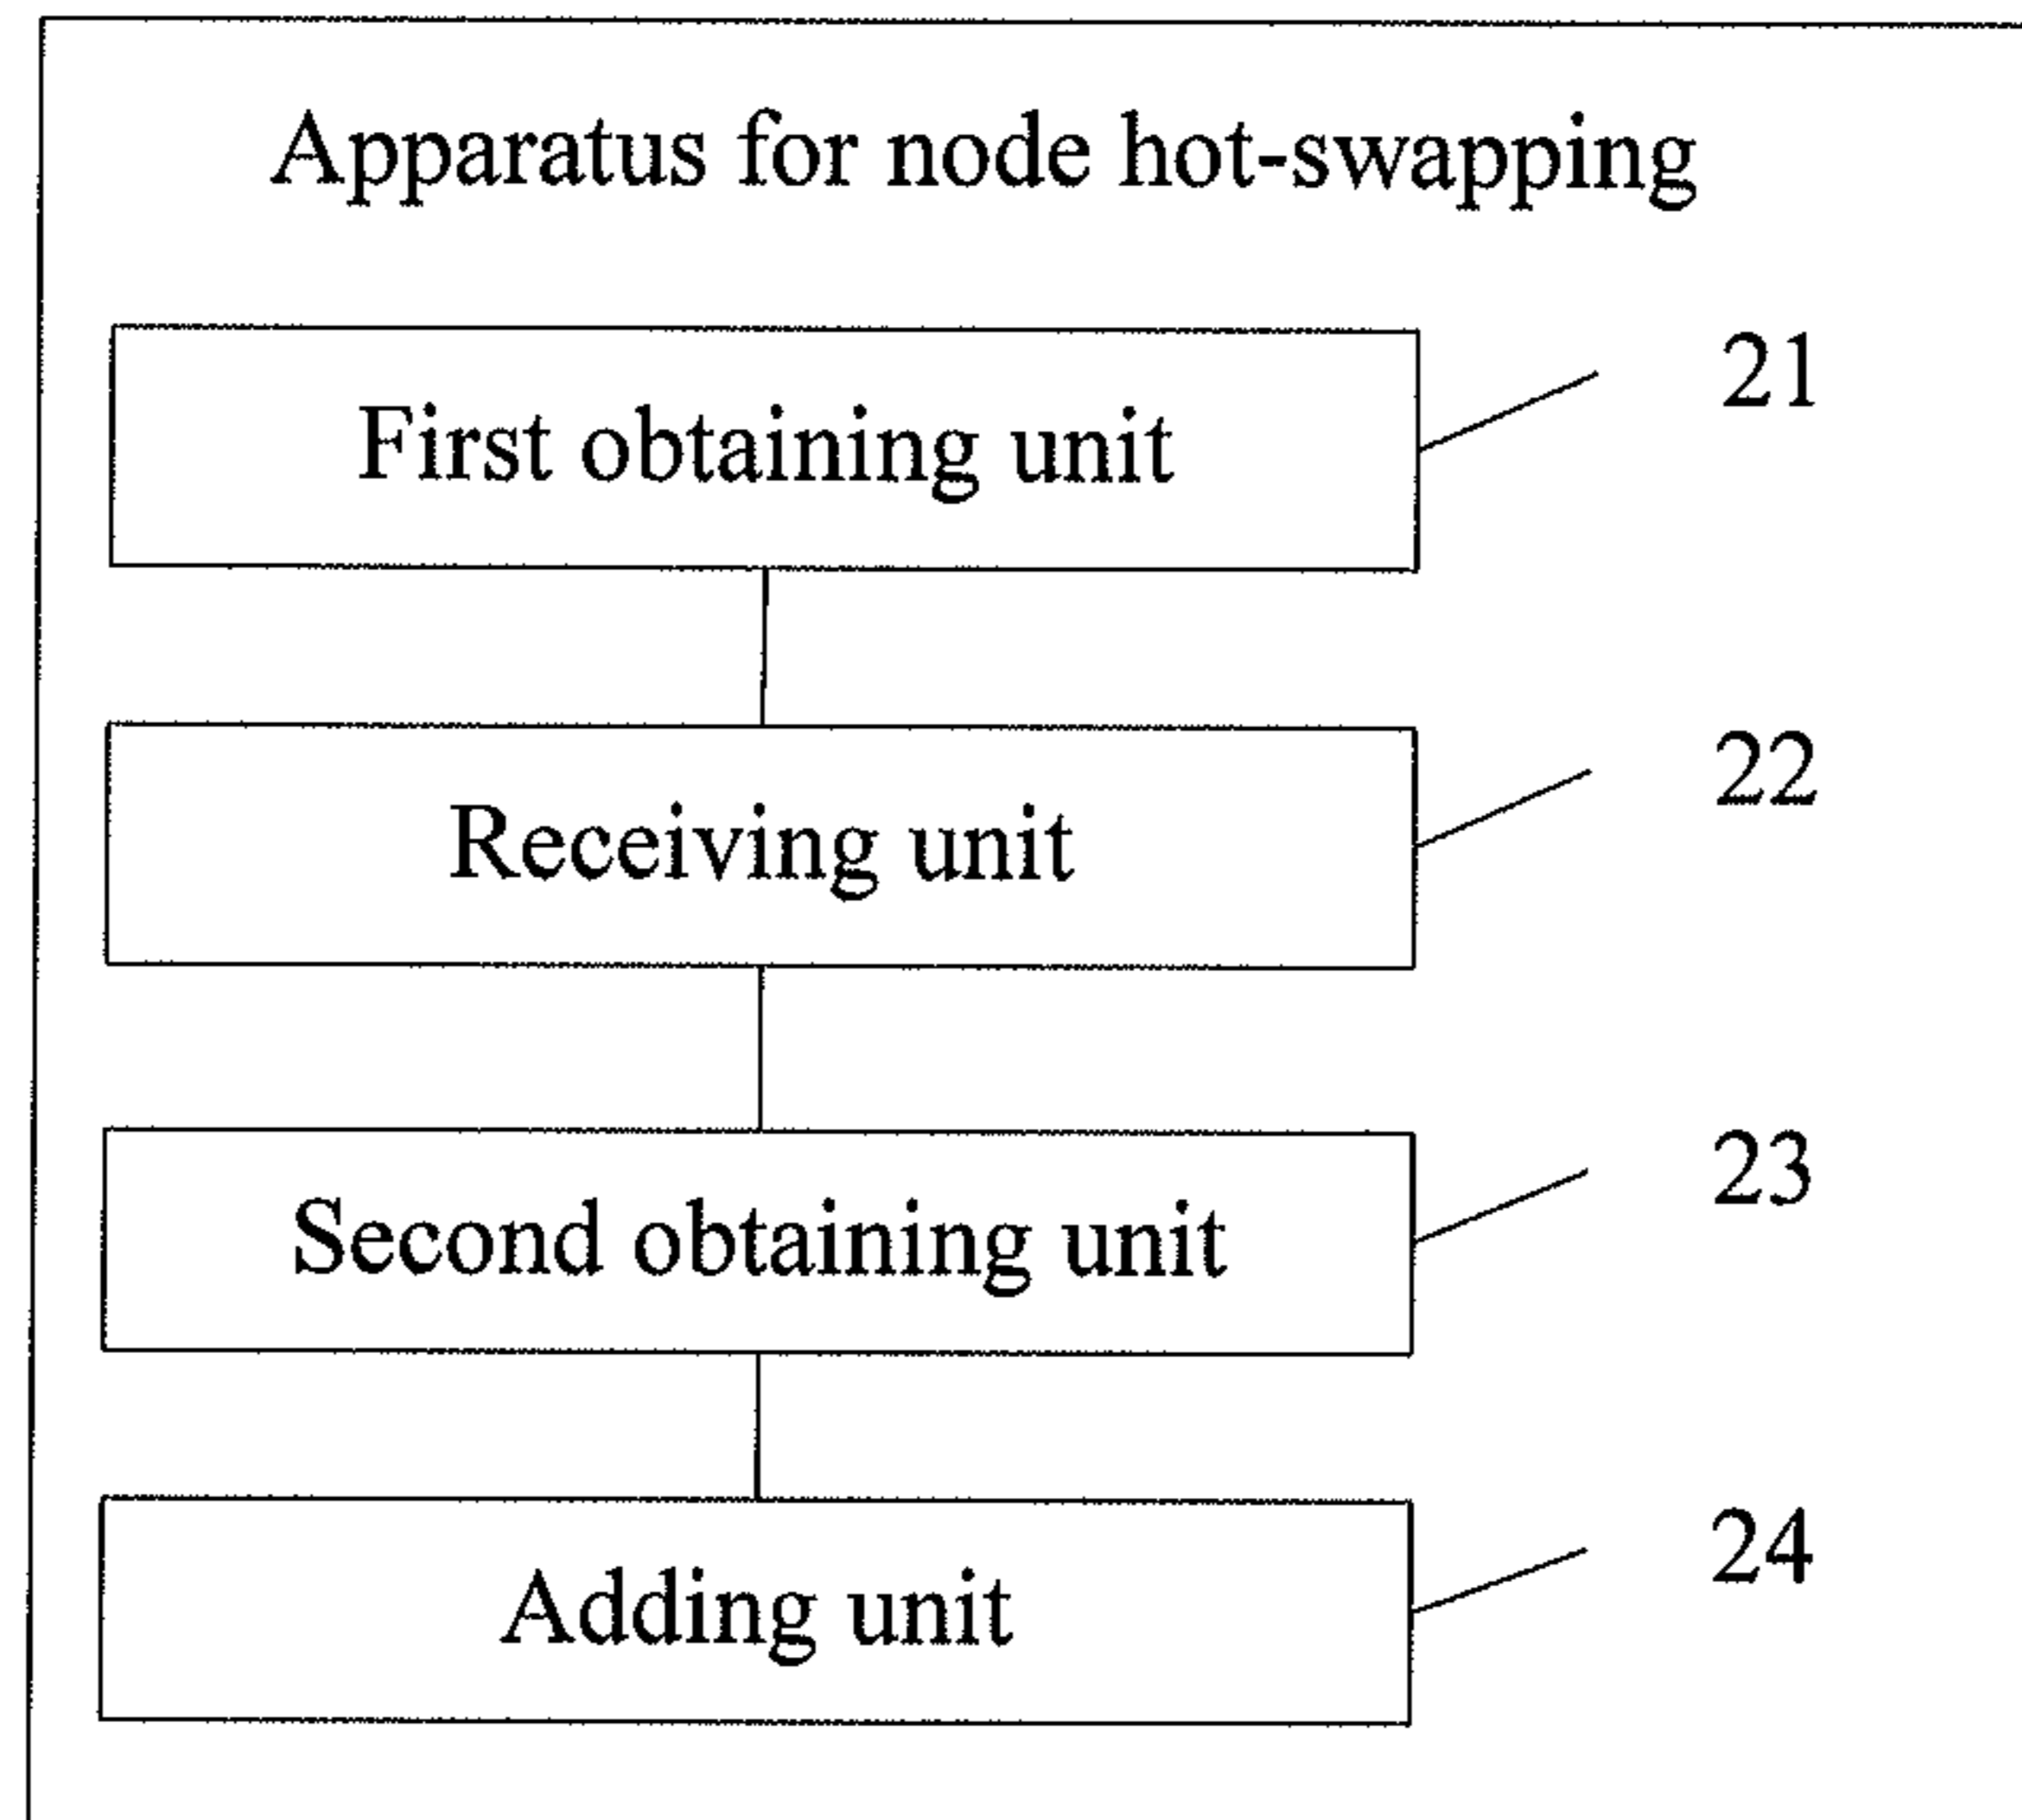 Apparatus for node hot-swapping
First obtaining unit
21
Receiving unit
22
Second obtaining unit
23
Adding unit
24